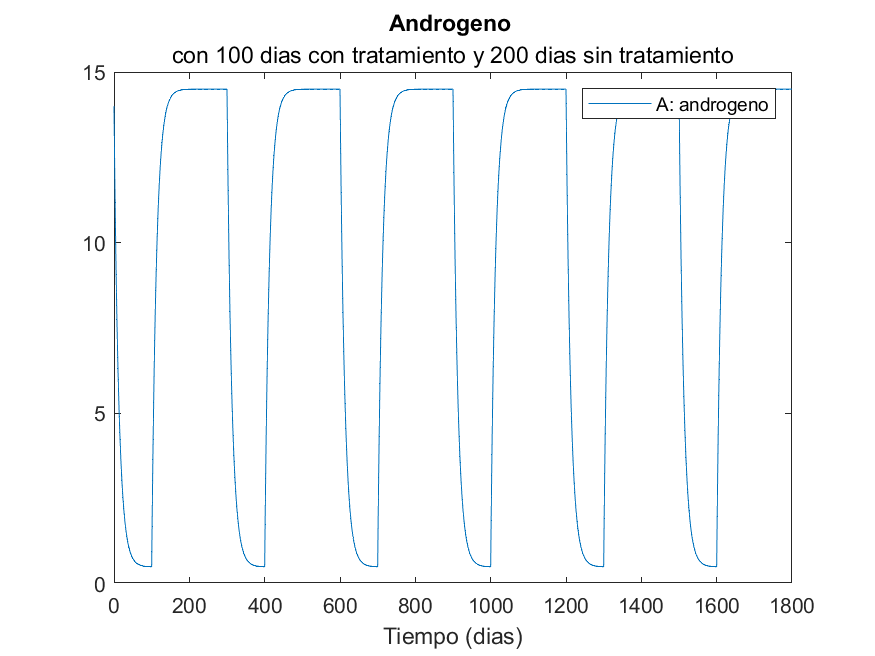 Androgeno
con 100 dias con tratamiento y 200 dias sin tratamiento
15
A: androgeno
10
5
0
0 200 400 600 800 1000 1200 1400 1600 1800
Tiempo (dias)